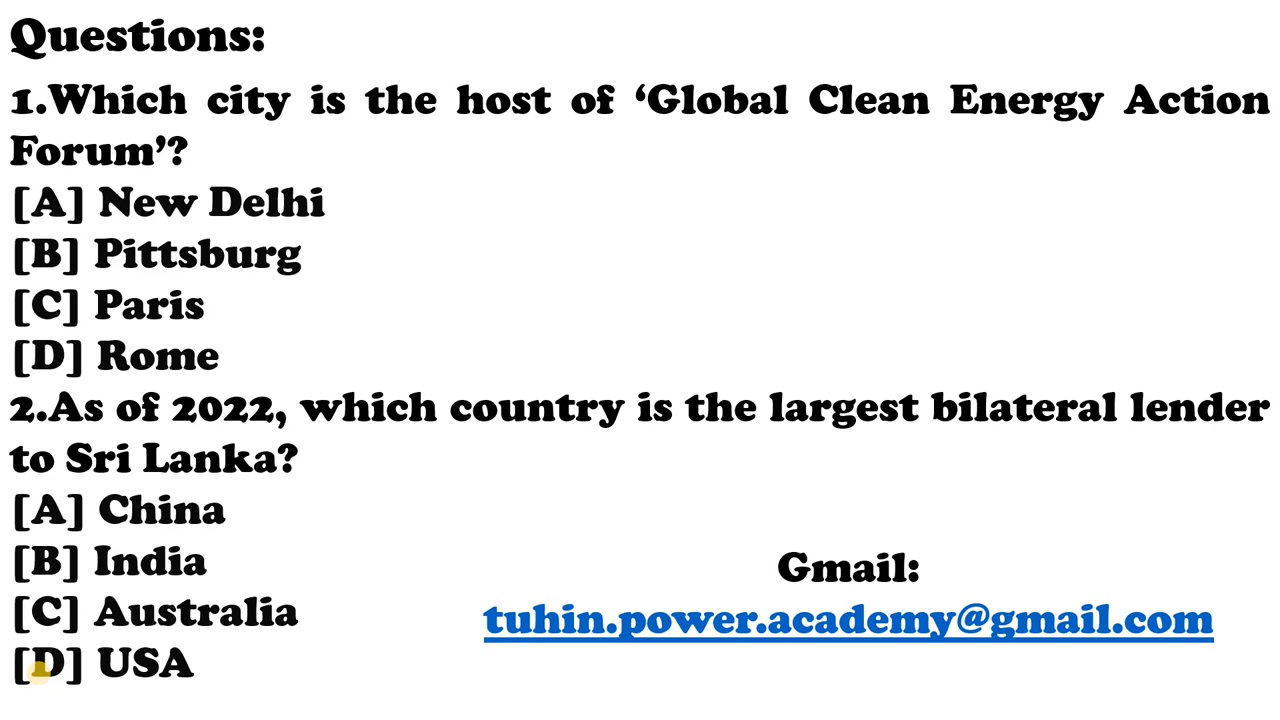 Questions:
1.Which city is the host of ‘Global Clean Energy Action
Forum’?
[A] New Delhi
[B] Pittsburg
[C] Paris
[D] Rome
2.As of 2022, which country is the largest bilateral lender
to Sri Lanka?
[A] China
[B] India
[C] Australia
[D] USA
Gmail:
tuhin.power.academy@gmail.com